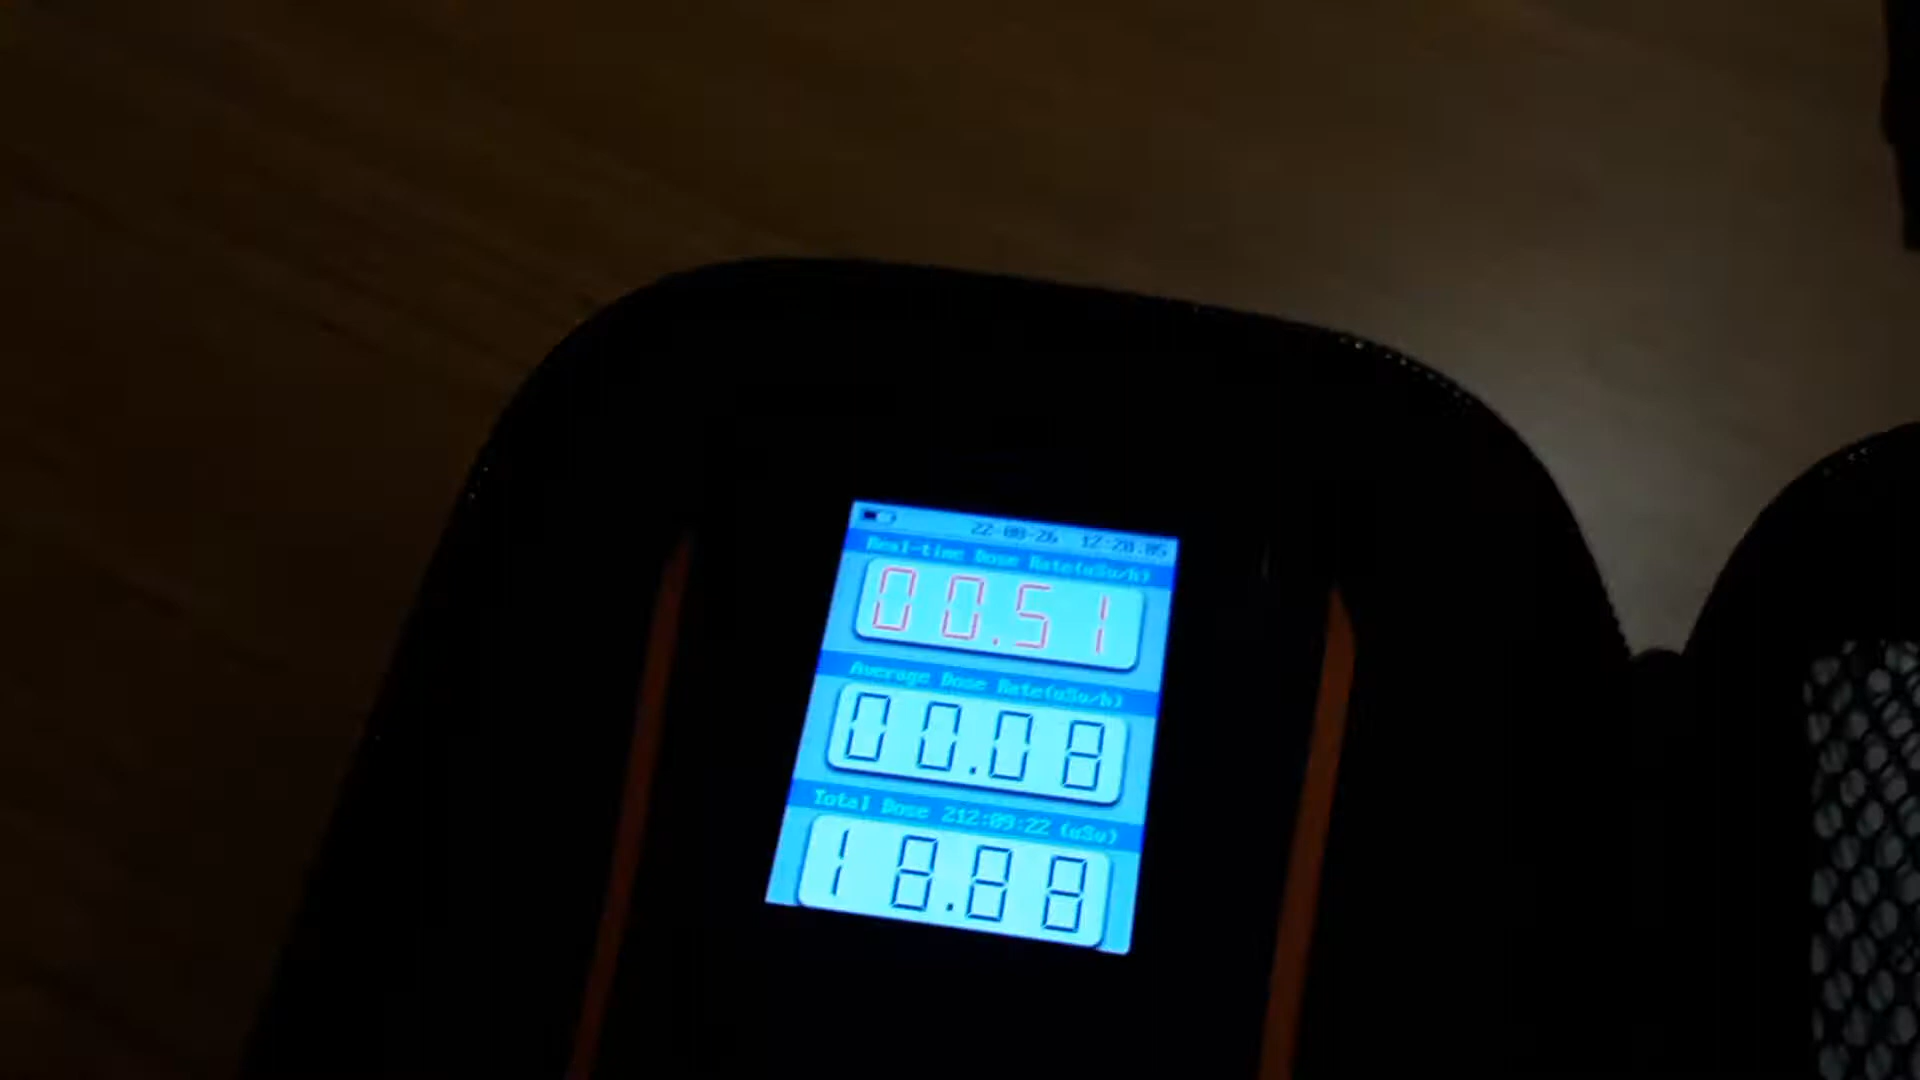 22-08-26 12:20.05
Real-time Dose Rate(uSv/h)
00.51
Average Dose Rate(uSv/h)
00.08
Total Dose 212:09:22 (uSv)
18.88